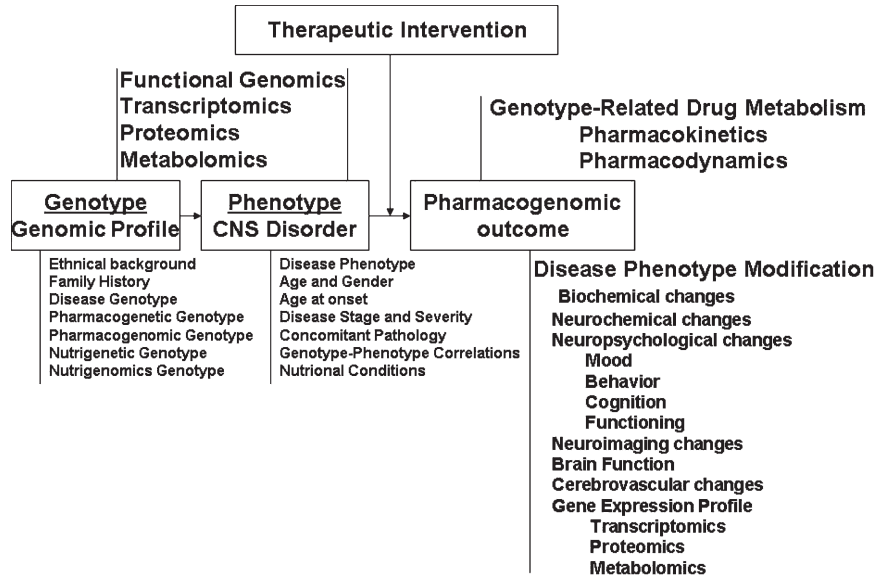 Therapeutic Intervention
Functional Genomics
Transcriptomics
Proteomics
Metabolomics
Genotype-Related Drug Metabolism
Pharmacokinetics
Pharmacodynamics
Genotype
Genomic Profile
Phenotype
CNS Disorder
Pharmacogenomic
outcome
Ethnical background
Family History
Disease Genotype
Pharmacogenetic Genotype
Pharmacogenomic Genotype
Nutrigenetic Genotype
Nutrigenomics Genotype
Disease Phenotype
Age and Gender
Age at onset
Disease Stage and Severity
Concomitant Pathology
Genotype-Phenotype Correlations
Nutrional Conditions
Disease Phenotype Modification
Biochemical changes
Neurochemical changes
Neuropsychological changes
Mood
Behavior
Cognition
Functioning
Neuroimaging changes
Brain Function
Cerebrovascular changes
Gene Expression Profile
Transcriptomics
Proteomics
Metabolomics